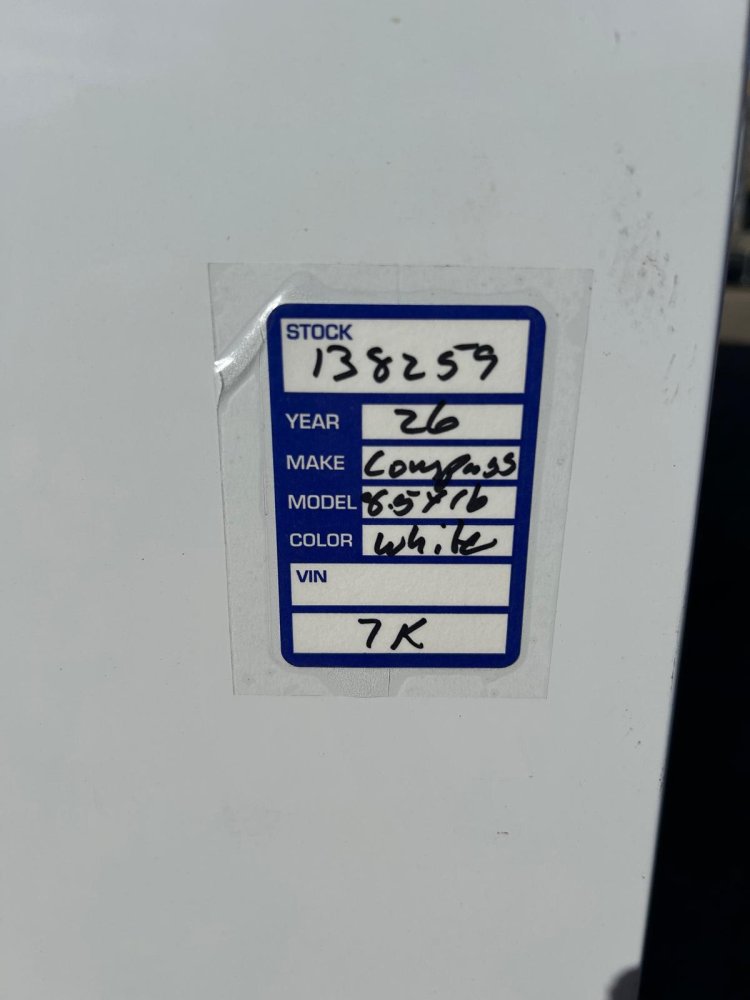 STOCK
138259
YEAR 26
MAKE Compass
MODEL 8.5x16
COLOR white
VIN
7K